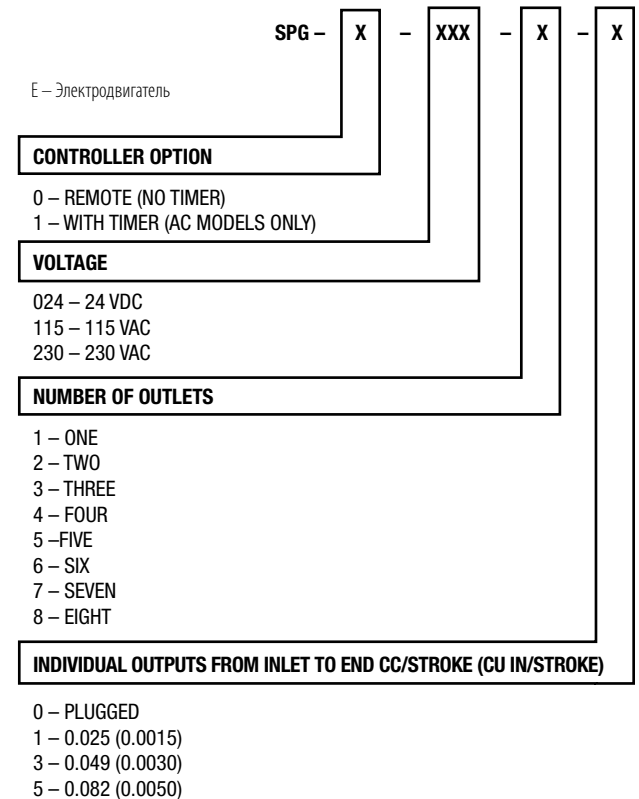 SPG – X – XXX – X – X
Е – Электродвигатель
CONTROLLER OPTION
0 – REMOTE (NO TIMER)
1 – WITH TIMER (AC MODELS ONLY)
VOLTAGE
024 – 24 VDC
115 – 115 VAC
230 – 230 VAC
NUMBER OF OUTLETS
1 – ONE
2 – TWO
3 – THREE
4 – FOUR
5 –FIVE
6 – SIX
7 – SEVEN
8 – EIGHT
INDIVIDUAL OUTPUTS FROM INLET TO END CC/STROKE (CU IN/STROKE)
0 – PLUGGED
1 – 0.025 (0.0015)
3 – 0.049 (0.0030)
5 – 0.082 (0.0050)